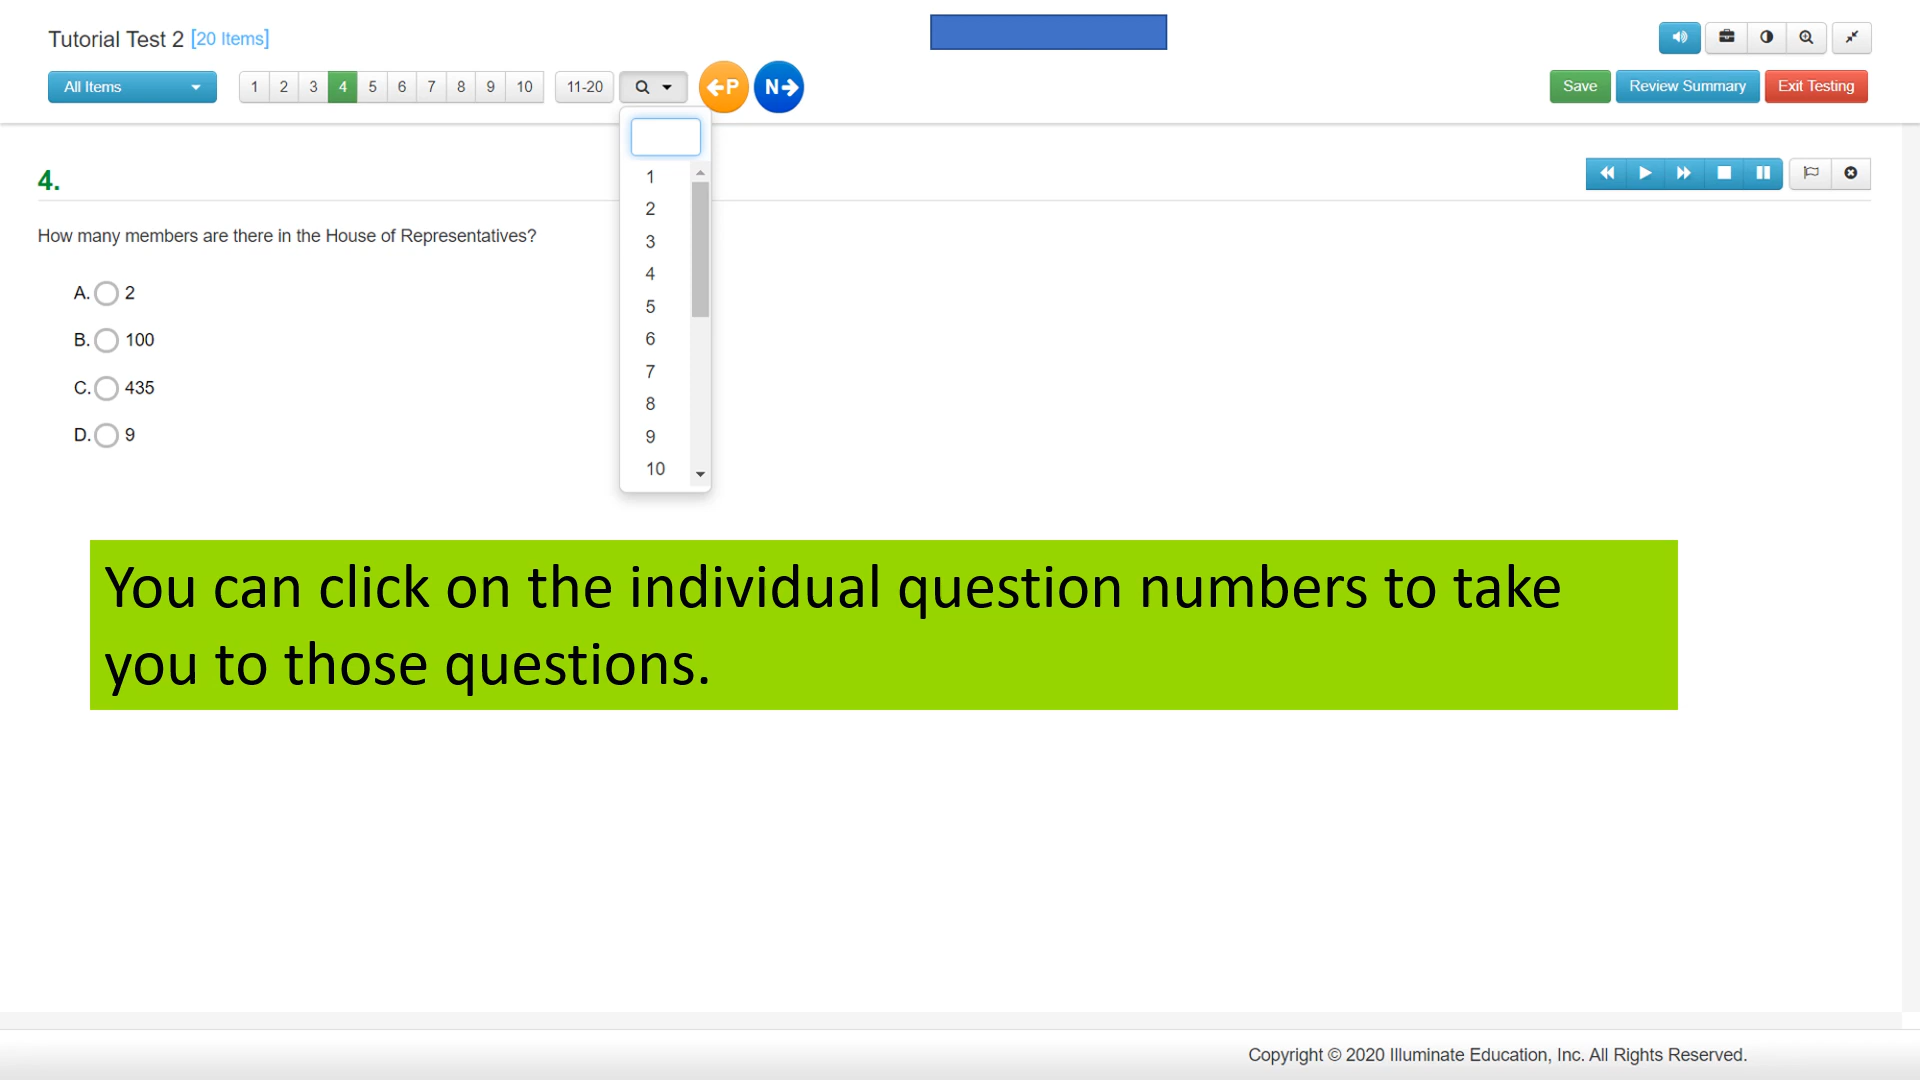 Tutorial Test 2 [20 Items]
All Items 1 2 3 4 5 6 7 8 9 10 11-20 P N Save Review Summary Exit Testing
4.
How many members are there in the House of Representatives?
A. 2
B. 100
C. 435
D. 9
1
2
3
4
5
6
7
8
9
10
You can click on the individual question numbers to take
you to those questions.
Copyright © 2020 Illuminate Education, Inc. All Rights Reserved.